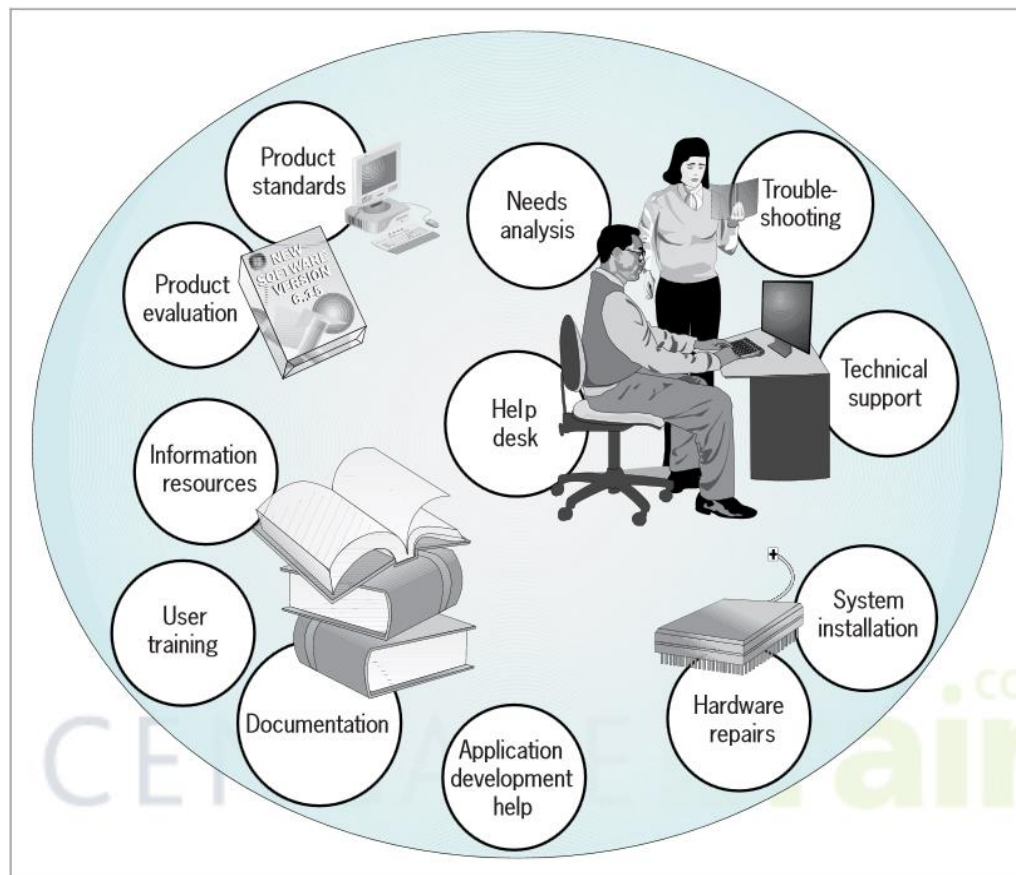 Product
standards
Needs
analysis
Trouble-
shooting
Product
evaluation
NEW
SOFTWARE
VERSION
6.15
Technical
support
Help
desk
Information
resources
System
installation
User
training
Hardware
repairs
Documentation
Application
development
help